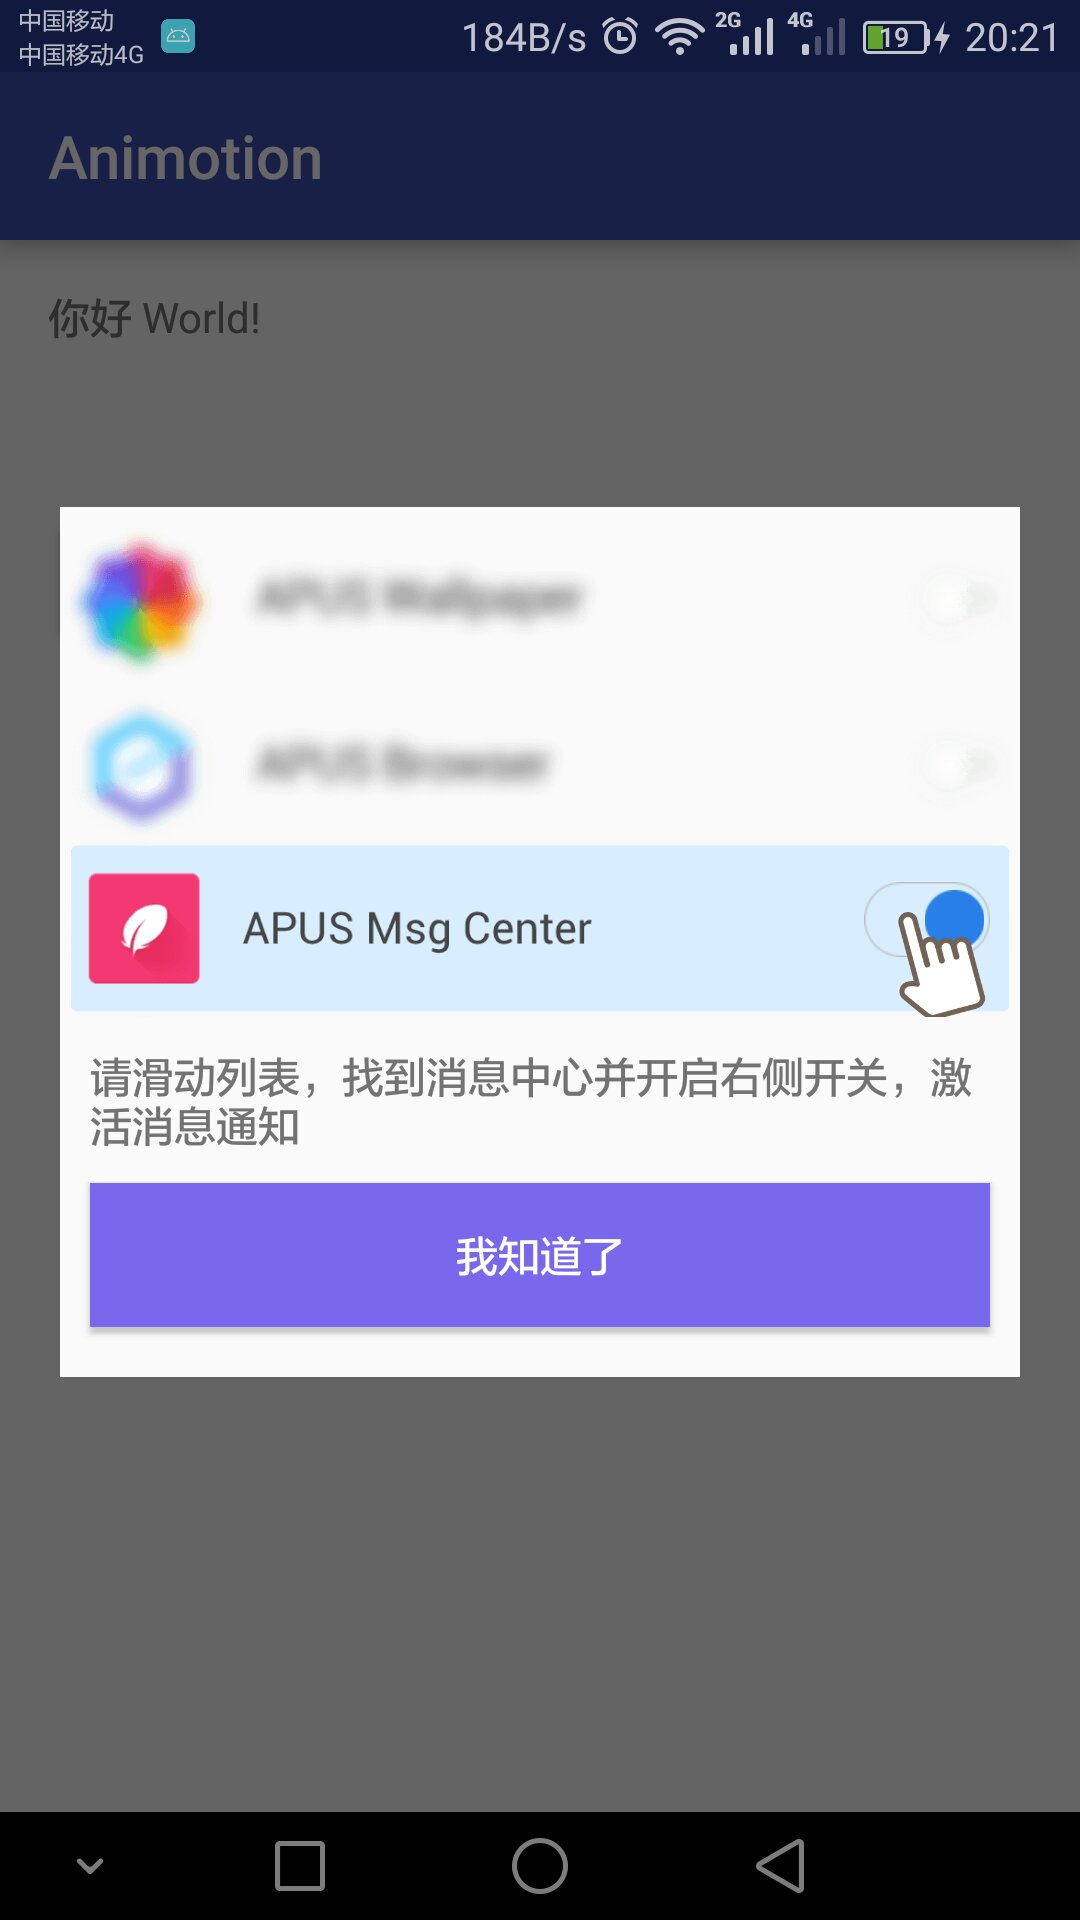 中国移动
中国移动4G
184B/s 2G 4G 19 20:21
Animotion
你好 World!
APUS Wallpaper
APUS Browser
APUS Msg Center
请滑动列表，找到消息中心并开启右侧开关，激
活消息通知
我知道了